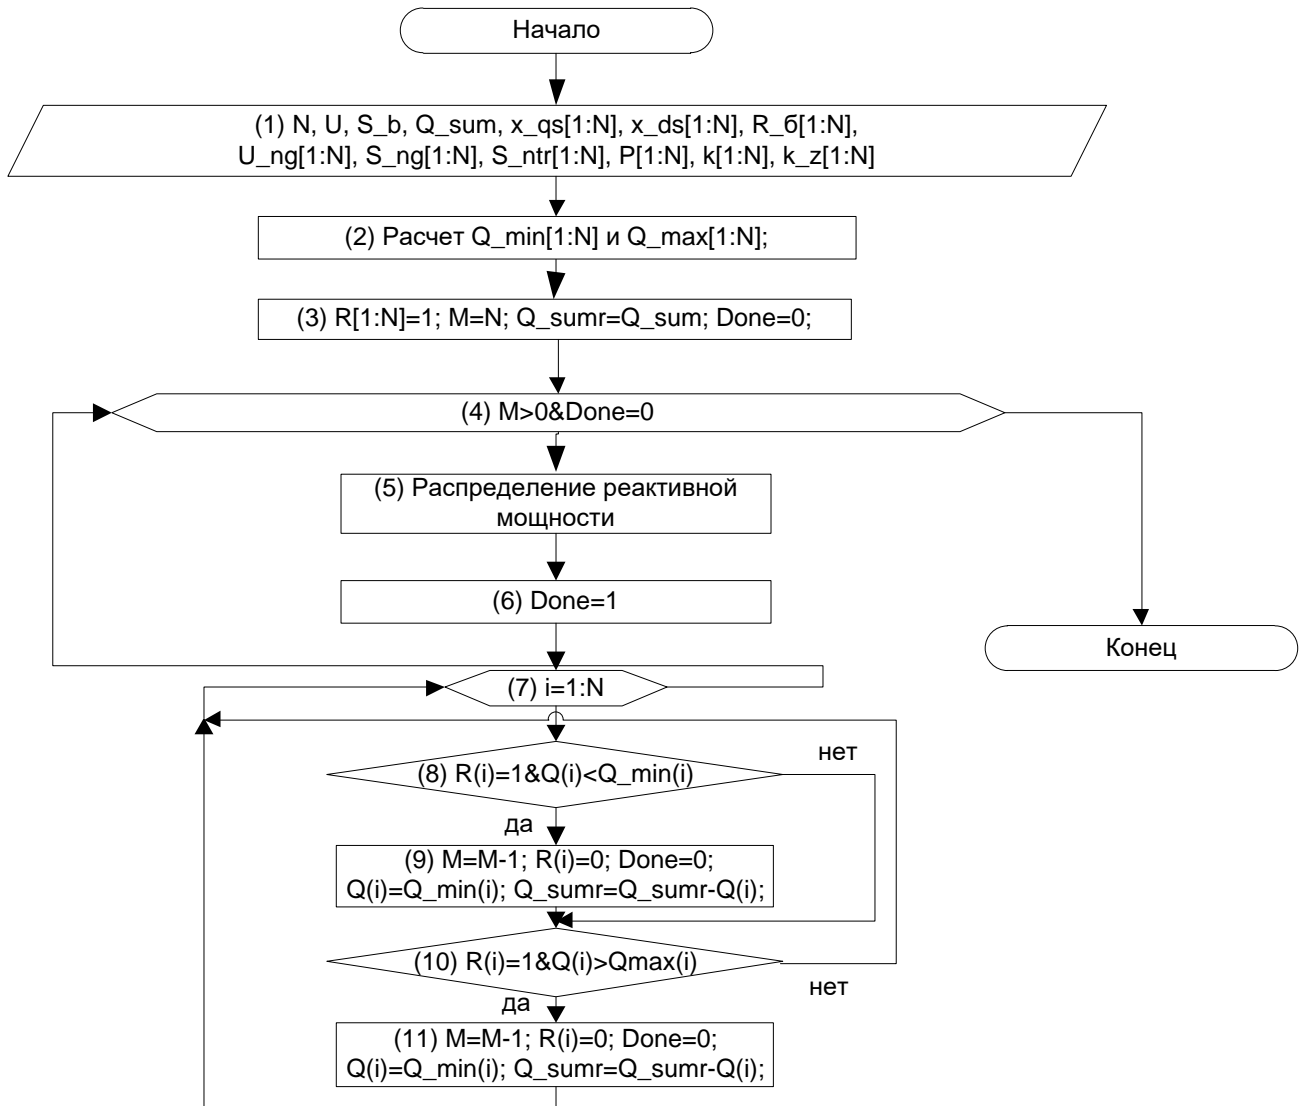 Начало
(1) N, U, S_b, Q_sum, x_qs[1:N], x_ds[1:N], R_б[1:N],
U_ng[1:N], S_ng[1:N], S_ntr[1:N], P[1:N], k[1:N], k_z[1:N]
(2) Расчет Q_min[1:N] и Q_max[1:N];
(3) R[1:N]=1; M=N; Q_sumr=Q_sum; Done=0;
(4) M>0&Done=0
(5) Распределение реактивной
мощности
(6) Done=1
Конец
(7) i=1:N
нет
(8) R(i)=1&Q(i)<Q_min(i)
да
(9) M=M-1; R(i)=0; Done=0;
Q(i)=Q_min(i); Q_sumr=Q_sumr-Q(i);
(10) R(i)=1&Q(i)>Qmax(i)
нет
да
(11) M=M-1; R(i)=0; Done=0;
Q(i)=Q_min(i); Q_sumr=Q_sumr-Q(i);